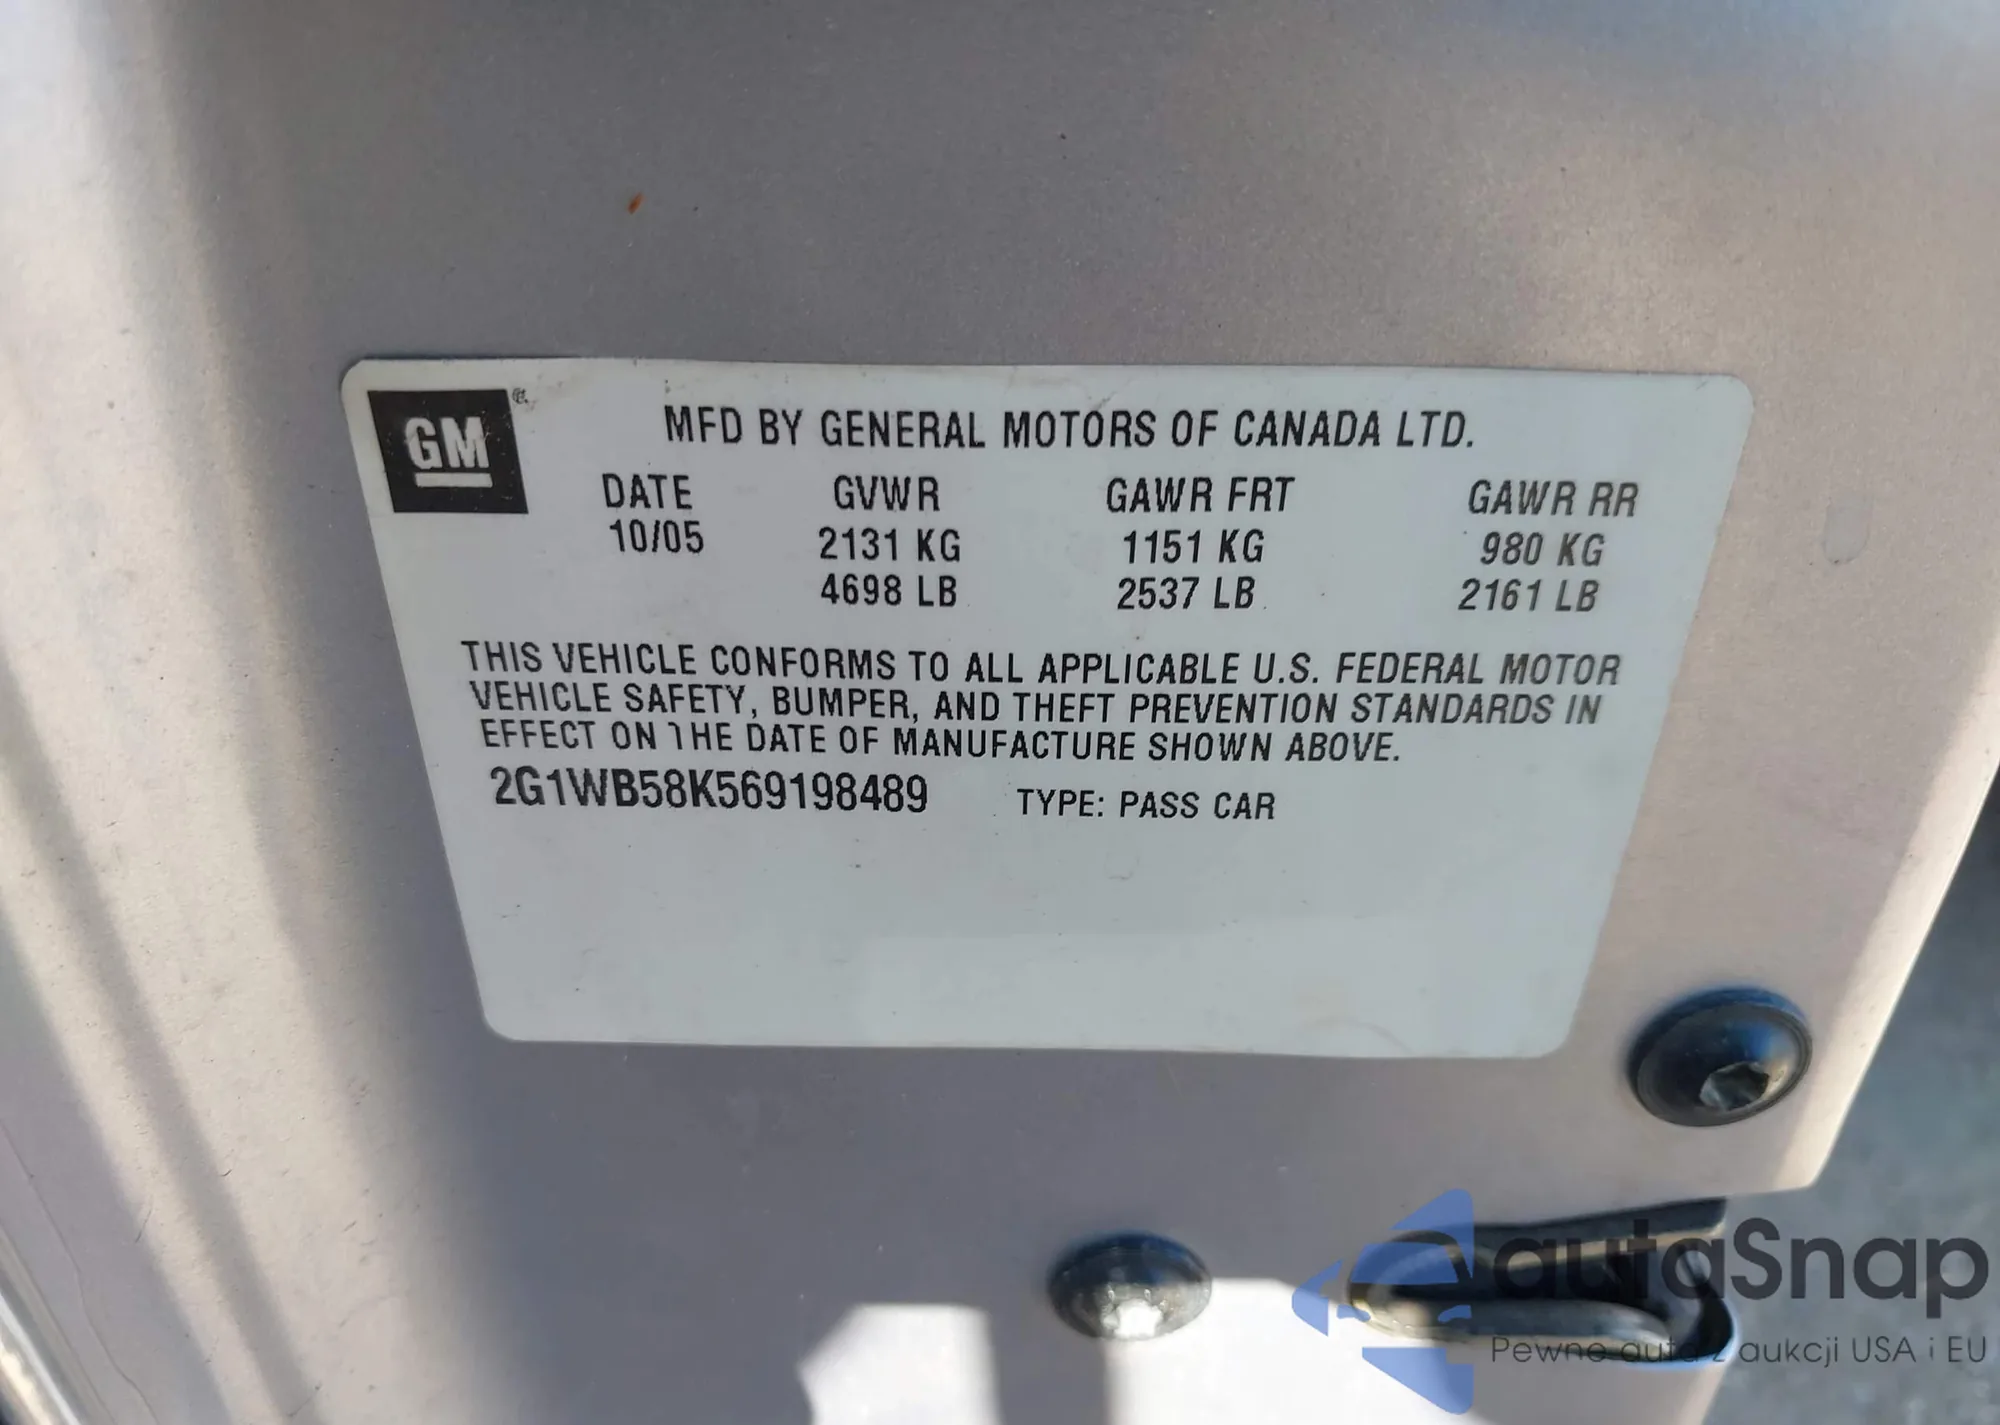 GM®
MFD BY GENERAL MOTORS OF CANADA LTD.
DATE GVWR GAWR FRT GAWR RR
10/05 2131 KG 1151 KG 980 KG
4698 LB 2537 LB 2161 LB
THIS VEHICLE CONFORMS TO ALL APPLICABLE U.S. FEDERAL MOTOR
VEHICLE SAFETY, BUMPER, AND THEFT PREVENTION STANDARDS IN
EFFECT ON THE DATE OF MANUFACTURE SHOWN ABOVE.
2G1WB58K569198489 TYPE: PASS CAR
autaSnap
Pewne auta z aukcji USA i EU